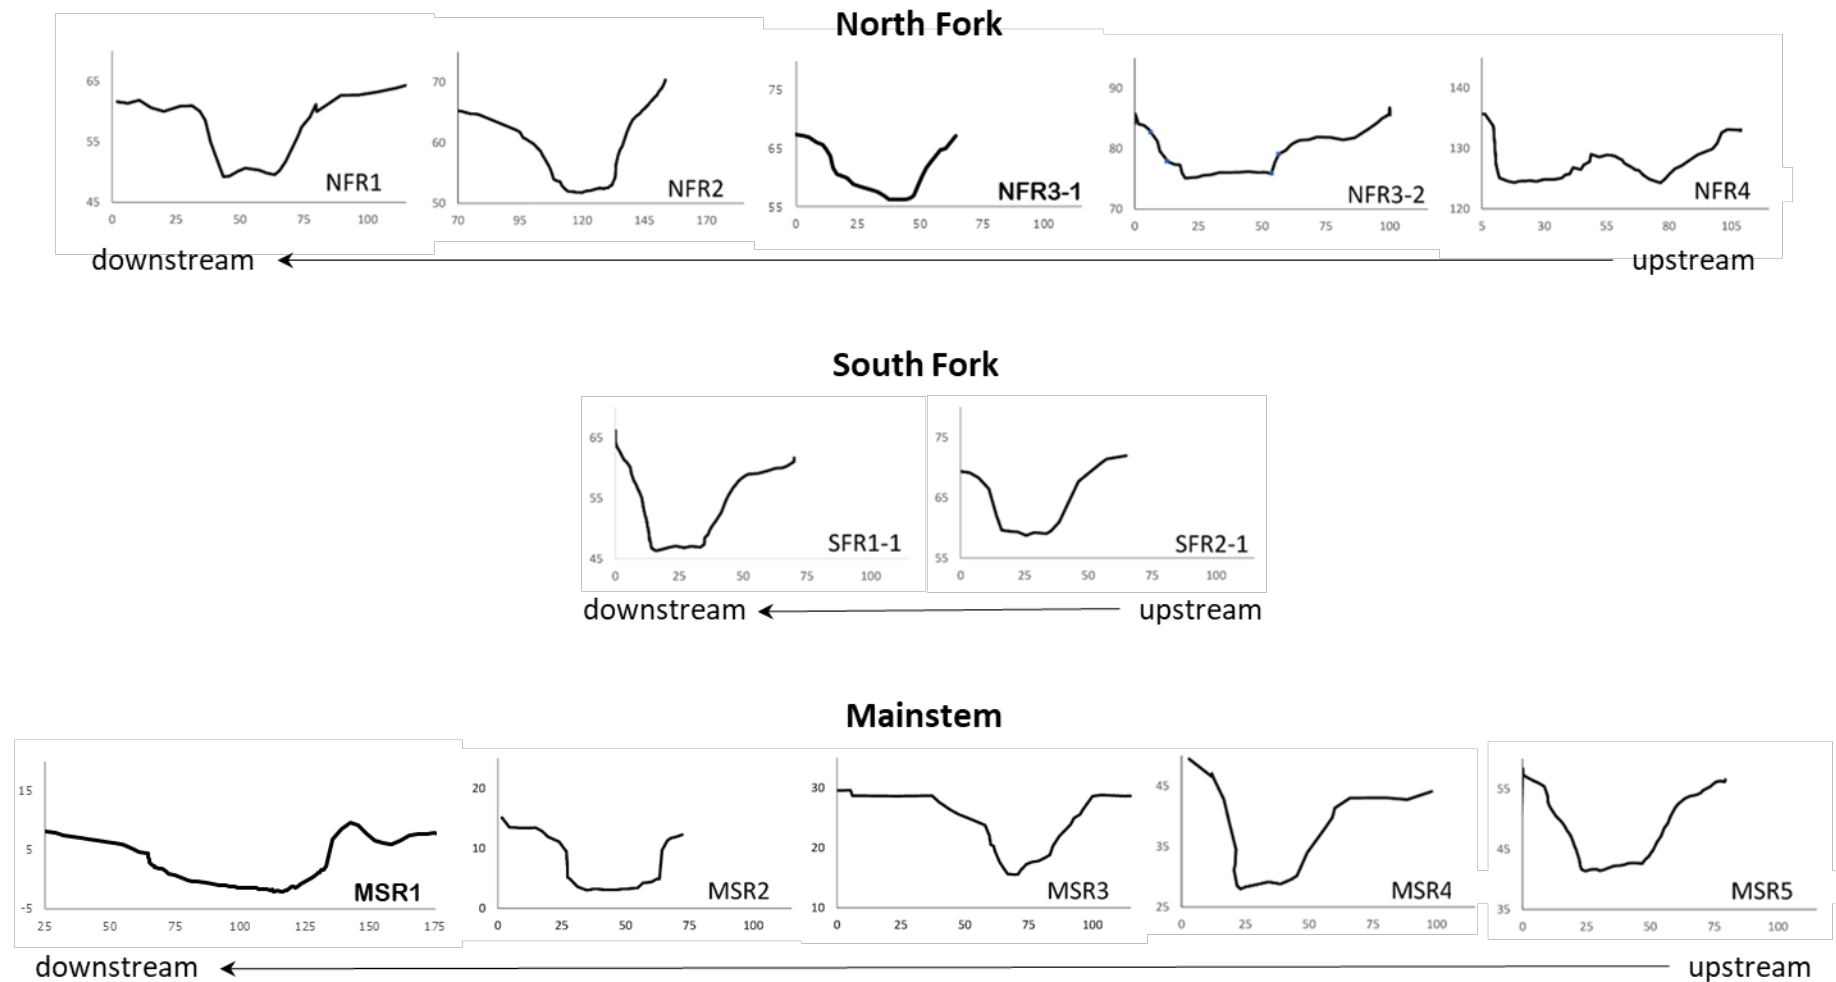 North Fork
65
55
45
0 25 50 75 100
NFR1
70
60
50
70 95 120 145 170
NFR2
75
65
55
0 25 50 75 100
NFR3-1
90
80
70
0 25 50 75 100
NFR3-2
140
130
120
5 30 55 80 105
NFR4
downstream upstream
South Fork
65
55
45
0 25 50 75 100
SFR1-1
75
65
55
0 25 50 75 100
SFR2-1
downstream upstream
Mainstem
15
5
-5
25 50 75 100 125 150 175
MSR1
20
10
0
0 25 50 75 100
MSR2
30
20
10
0 25 50 75 100
MSR3
45
35
25
0 25 50 75 100
MSR4
55
45
35
0 25 50 75 100
MSR5
downstream upstream